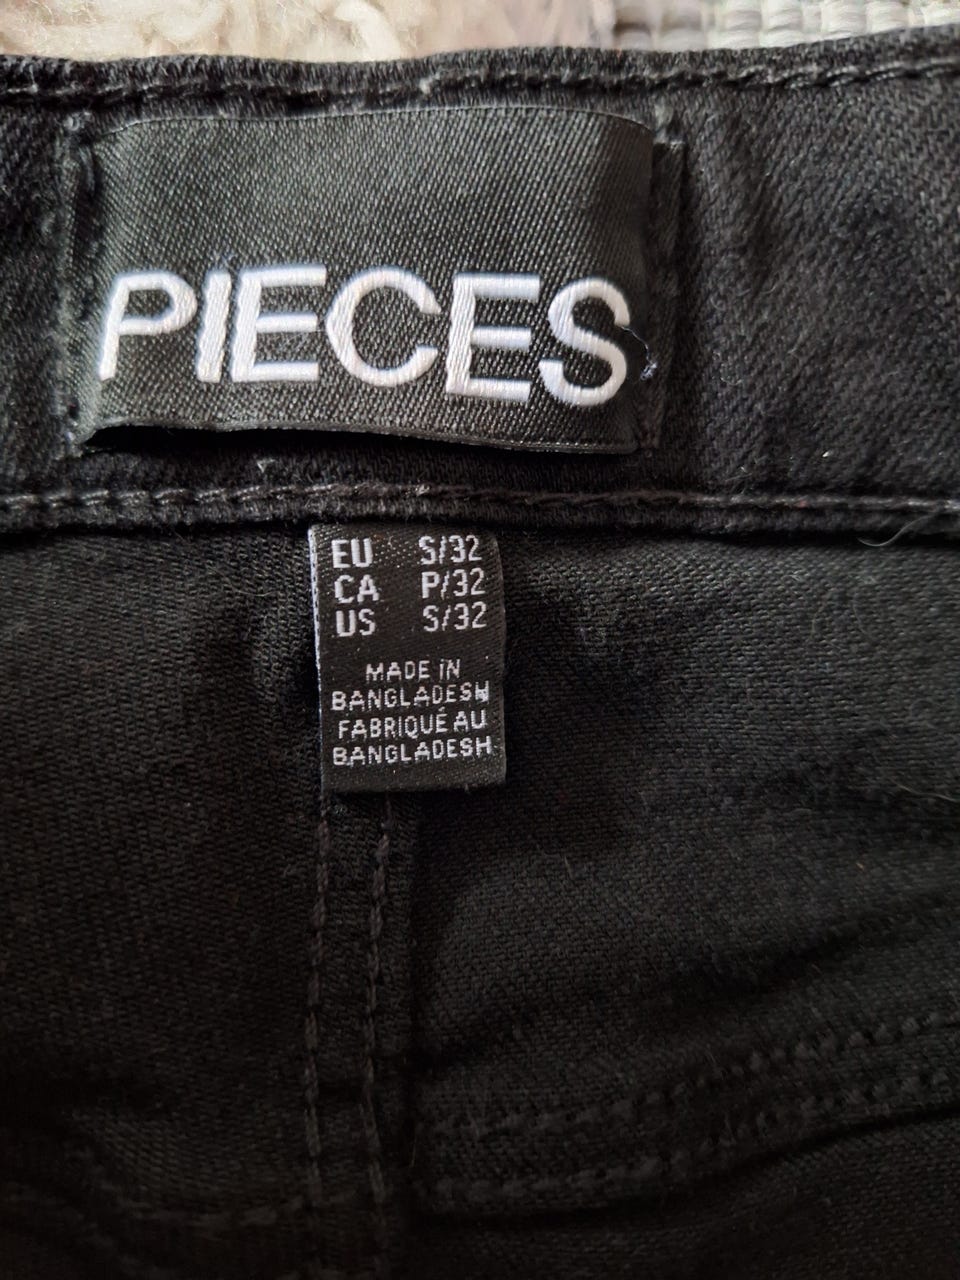 PIECES
EU S/32
CA P/32
US S/32
MADE IN
BANGLADESH
FABRIQUÉ AU
BANGLADESH